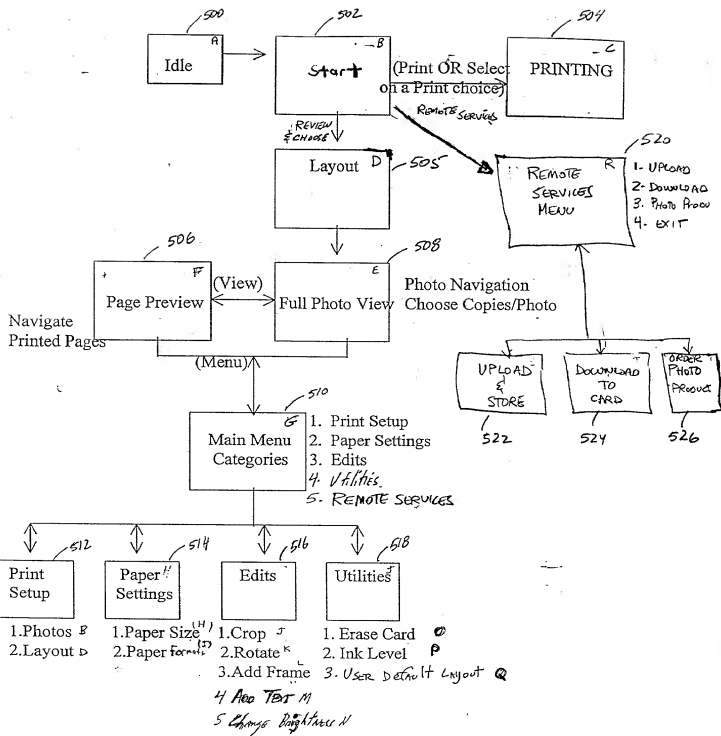 500
502
504
A
Idle
B
Start
(Print OR Select
on a Print choice)
C
PRINTING
REMOTE SERVICES
REVIEW
& CHOOSE
Layout D
505
520
R
REMOTE
SERVICES
MENU
1- UPLOAD
2- DOWNLOAD
3. PHOTO PRODU
4- EXIT
506
F
Page Preview
(View)
508
E
Full Photo View
Photo Navigation
Choose Copies/Photo
Navigate
Printed Pages
(Menu)
UPLOAD
&
STORE
522
DOWNLOAD
TO
CARD
524
ORDER
PHOTO
PRODUCT
526
510
G
Main Menu
Categories
1. Print Setup
2. Paper Settings
3. Edits
4. Utilities
5- REMOTE SERVICES
512
Print
Setup
514
Paper H
Settings
516
Edits
518
Utilities
1.Photos B
2.Layout D
1.Paper Size (H)
2.Paper formats (I)
1.Crop J
2.Rotate K
3.Add Frame L
4 ADD TEXT M
5 Change Brightness N
1. Erase Card O
2. Ink Level P
3. USER Default Layout Q